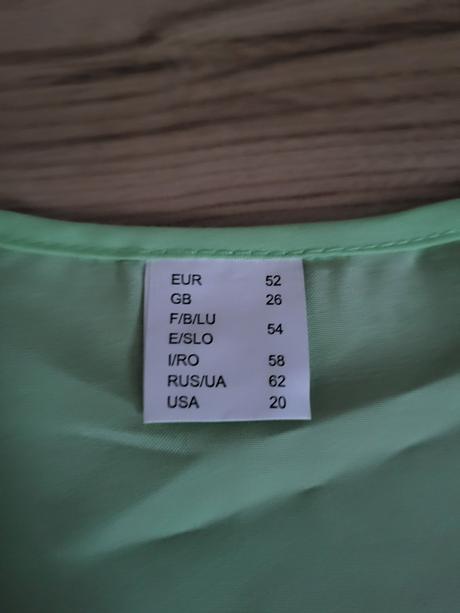 EUR 52
GB 26
F/B/LU
E/SLO 54
I/RO 58
RUS/UA 62
USA 20